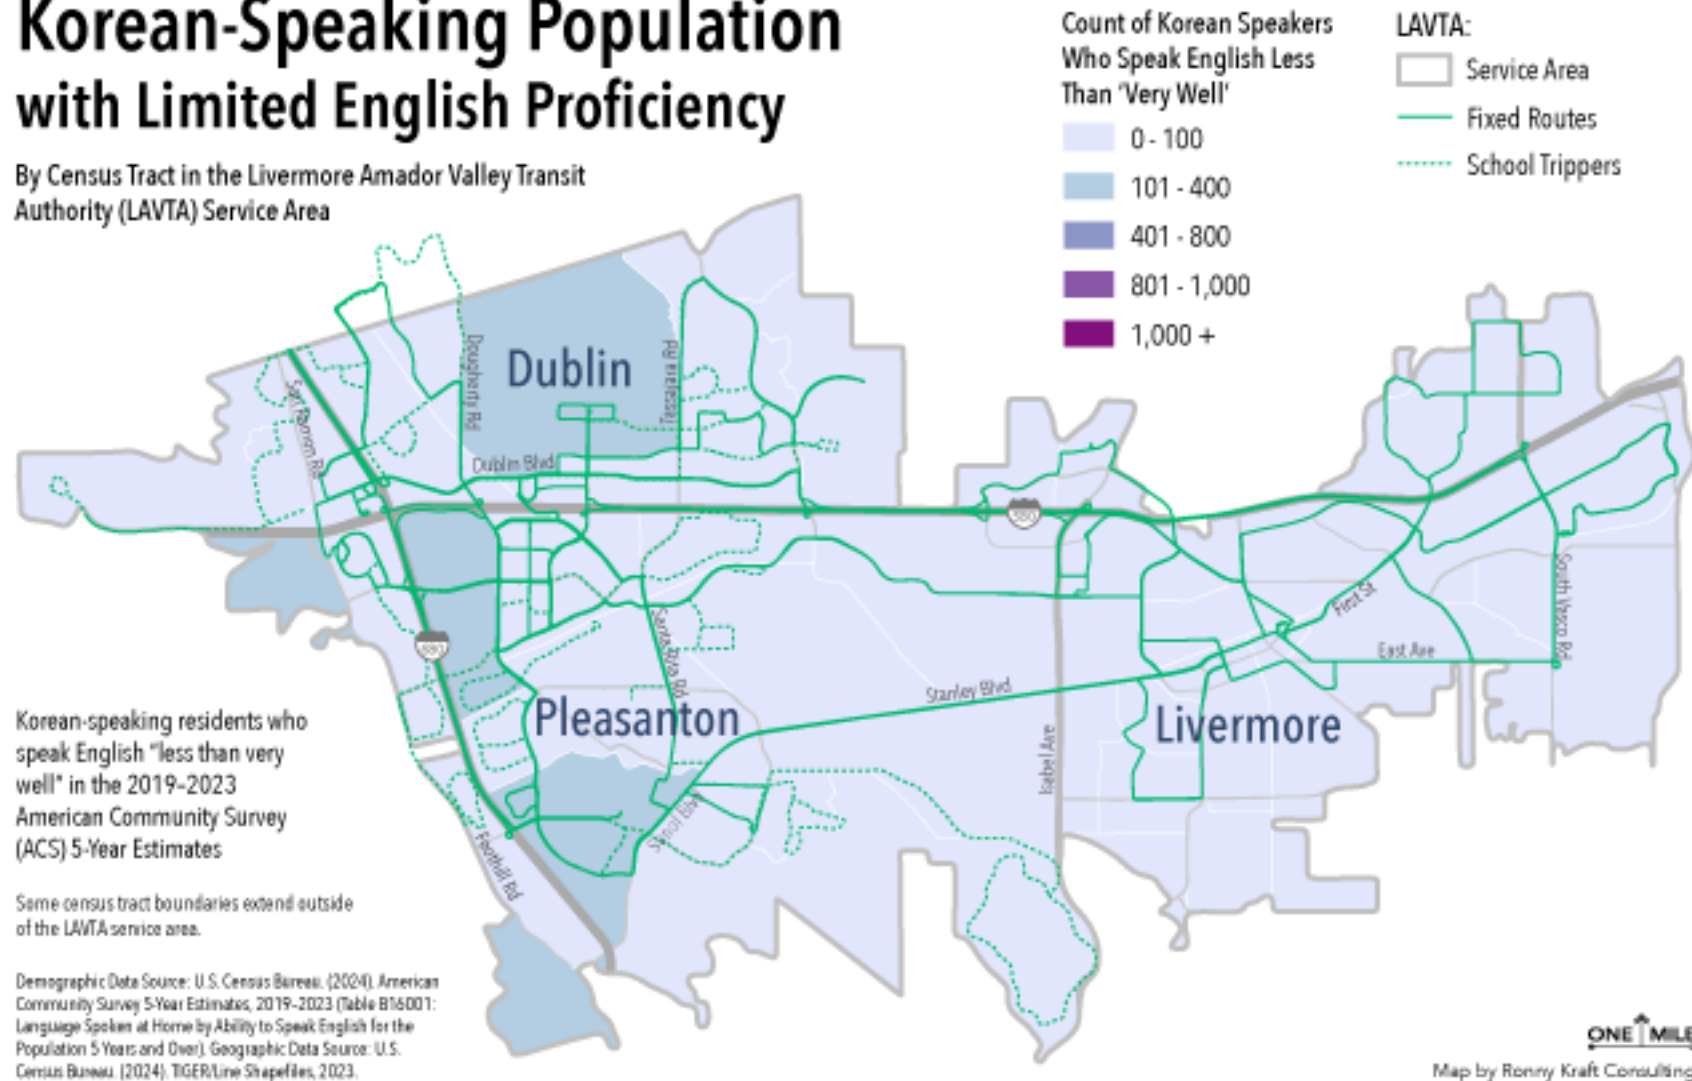 Korean-Speaking Population
with Limited English Proficiency
By Census Tract in the Livermore Amador Valley Transit
Authority (LAVTA) Service Area
Count of Korean Speakers
Who Speak English Less
Than ‘Very Well’
0 - 100
101 - 400
401 - 800
801 - 1,000
1,000 +
LAVTA:
Service Area
Fixed Routes
School Trippers
Dublin
Dougherty Rd
Tassajara Rd
San Ramon Rd
Dublin Blvd
580
680
Santa Rita Rd
Pleasanton
Stanley Blvd
Isabel Ave
Livermore
First St
East Ave
South Vasco Rd
Sunol Blvd
Foothill Rd
Korean-speaking residents who
speak English "less than very
well" in the 2019–2023
American Community Survey
(ACS) 5-Year Estimates
Some census tract boundaries extend outside
of the LAVTA service area.
Demographic Data Source: U.S. Census Bureau. (2024). American
Community Survey 5-Year Estimates, 2019–2023 (Table B16001:
Language Spoken at Home by Ability to Speak English for the
Population 5 Years and Over). Geographic Data Source: U.S.
Census Bureau. (2024). TIGER/Line Shapefiles, 2023.
ONE MILE
Map by Ronny Kraft Consulting